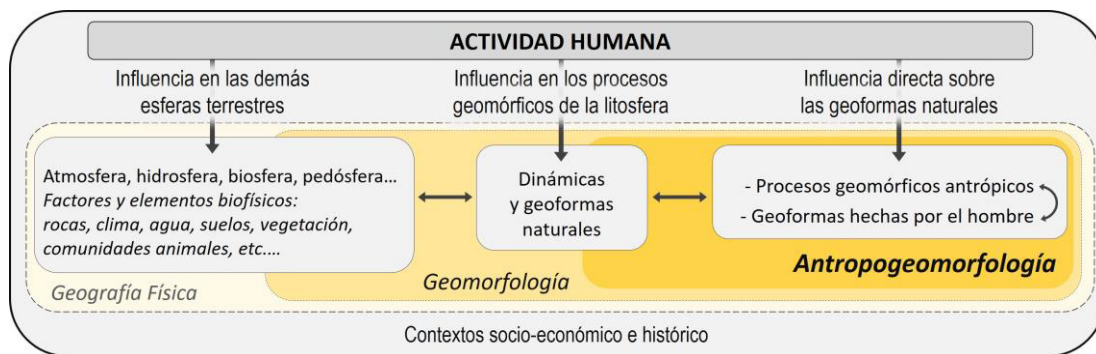 ACTIVIDAD HUMANA
Influencia en las demás
esferas terrestres
Influencia en los procesos
geomórficos de la litosfera
Influencia directa sobre
las geoformas naturales
Atmosfera, hidrosfera, biosfera, pedósfera...
Factores y elementos biofísicos:
rocas, clima, agua, suelos, vegetación,
comunidades animales, etc....
Dinámicas
y geoformas
naturales
- Procesos geomórficos antrópicos
- Geoformas hechas por el hombre
Geografía Física
Geomorfología
Antropogeomorfología
Contextos socio-económico e histórico